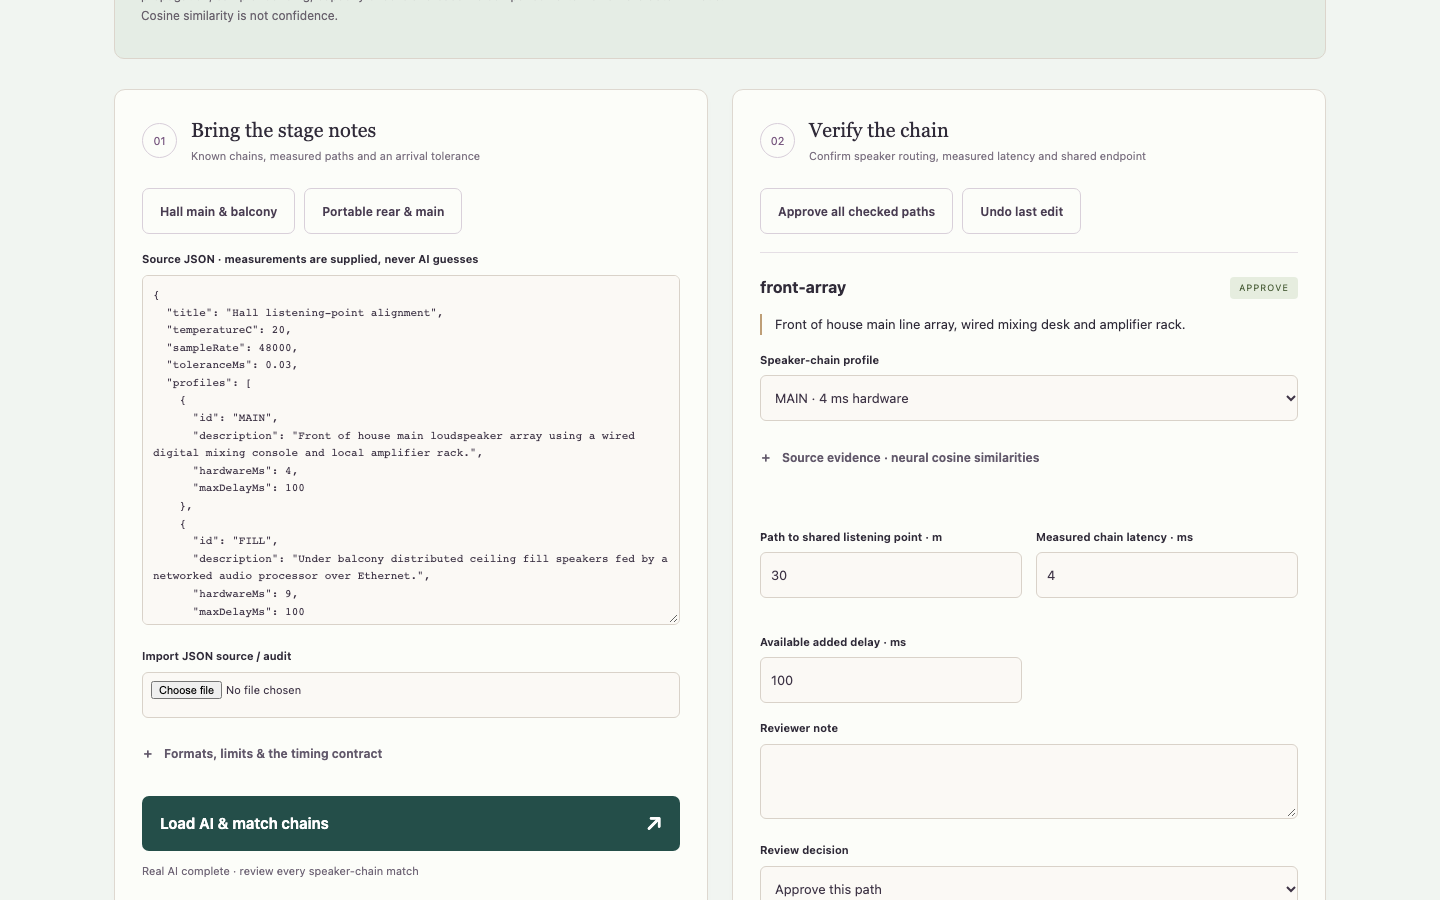 Cosine similarity is not confidence.
01
Bring the stage notes
Known chains, measured paths and an arrival tolerance
Hall main & balcony
Portable rear & main
Source JSON · measurements are supplied, never AI guesses
{
  "title": "Hall listening-point alignment",
  "temperatureC": 20,
  "sampleRate": 48000,
  "toleranceMs": 0.03,
  "profiles": [
    {
      "id": "MAIN",
      "description": "Front of house main loudspeaker array using a wired
digital mixing console and local amplifier rack.",
      "hardwareMs": 4,
      "maxDelayMs": 100
    },
    {
      "id": "FILL",
      "description": "Under balcony distributed ceiling fill speakers fed by a
networked audio processor over Ethernet.",
      "hardwareMs": 9,
      "maxDelayMs": 100
Import JSON source / audit
Choose file No file chosen
+ Formats, limits & the timing contract
Load AI & match chains
Real AI complete · review every speaker-chain match
02
Verify the chain
Confirm speaker routing, measured latency and shared endpoint
Approve all checked paths
Undo last edit
front-array
APPROVE
Front of house main line array, wired mixing desk and amplifier rack.
Speaker-chain profile
MAIN · 4 ms hardware
+ Source evidence · neural cosine similarities
Path to shared listening point · m
Measured chain latency · ms
30
4
Available added delay · ms
100
Reviewer note
Review decision
Approve this path